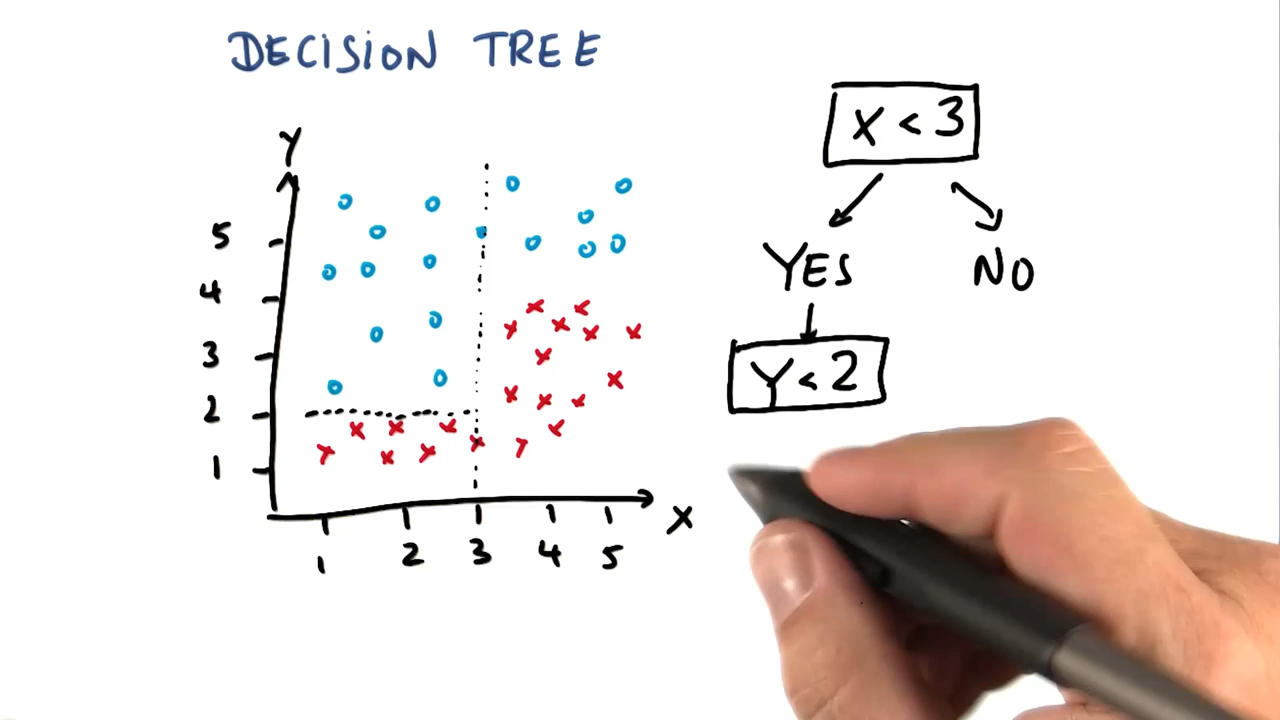 DECISION TREE
Y
5
4
3
2
1
1 2 3 4 5
X
X < 3
YES NO
Y < 2